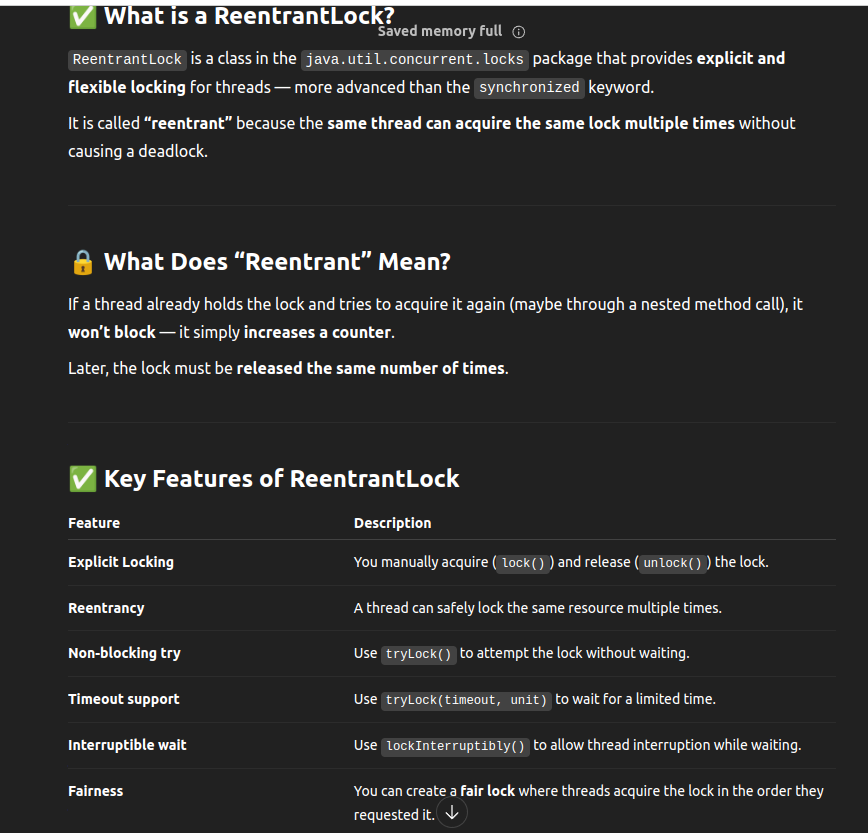 ✅ What is a ReentrantLock?
Saved memory full
ReentrantLock is a class in the java.util.concurrent.locks package that provides explicit and
flexible locking for threads — more advanced than the synchronized keyword.
It is called “reentrant” because the same thread can acquire the same lock multiple times without
causing a deadlock.
🔒 What Does “Reentrant” Mean?
If a thread already holds the lock and tries to acquire it again (maybe through a nested method call), it
won’t block — it simply increases a counter.
Later, the lock must be released the same number of times.
✅ Key Features of ReentrantLock
Feature Description
Explicit Locking You manually acquire ( lock() ) and release ( unlock() ) the lock.
Reentrancy A thread can safely lock the same resource multiple times.
Non-blocking try Use tryLock() to attempt the lock without waiting.
Timeout support Use tryLock(timeout, unit) to wait for a limited time.
Interruptible wait Use lockInterruptibly() to allow thread interruption while waiting.
Fairness You can create a fair lock where threads acquire the lock in the order they
requested it.